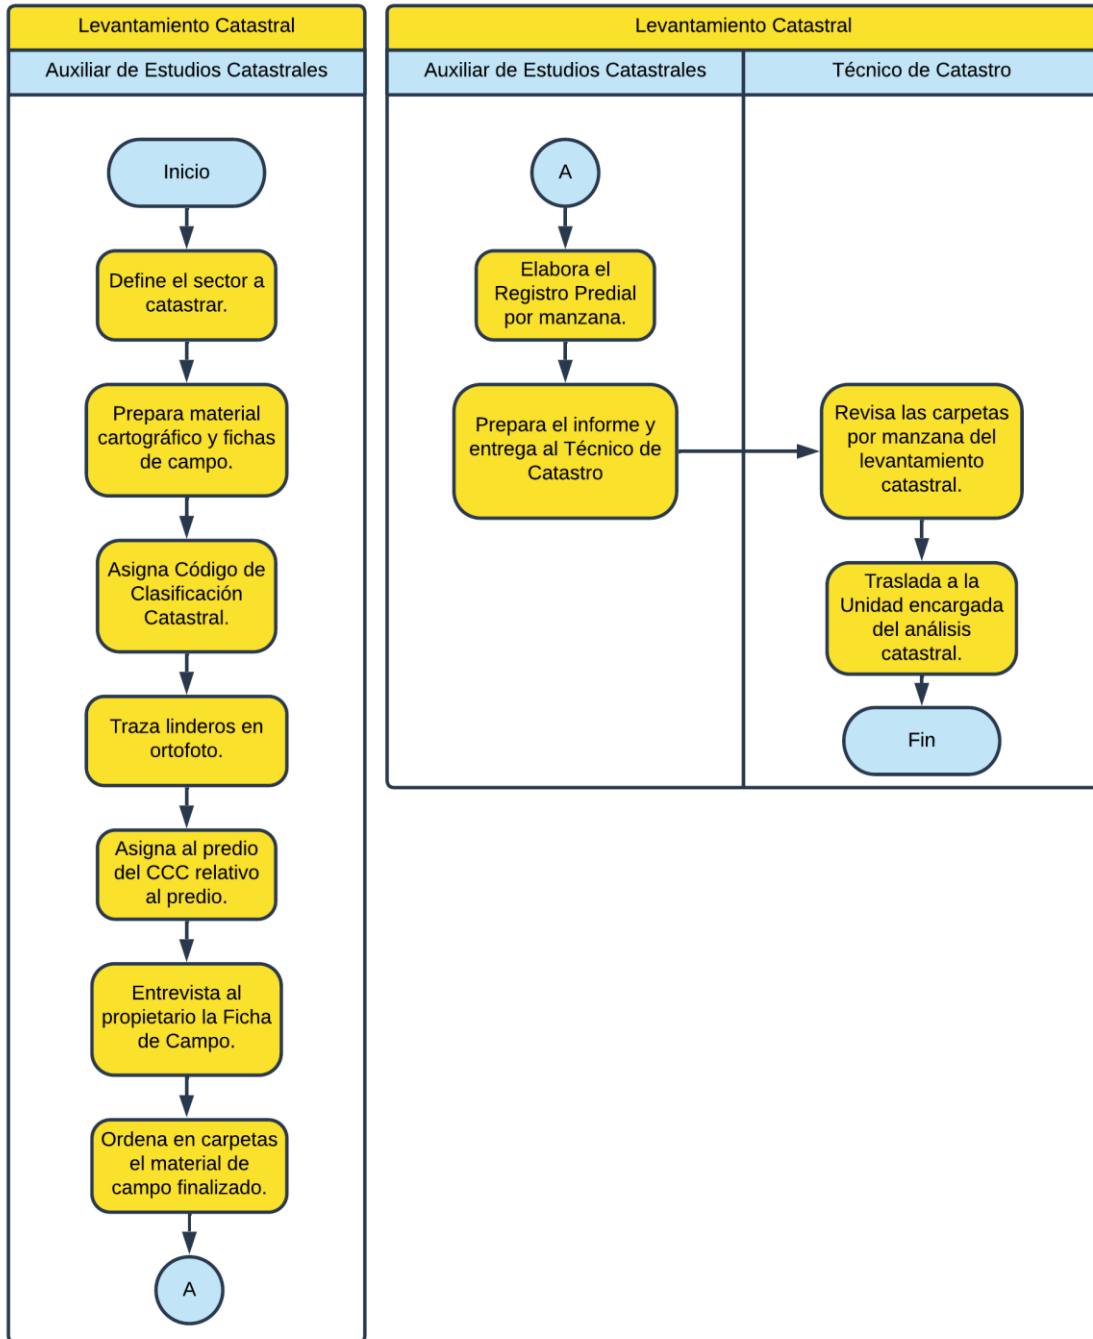 Levantamiento Catastral
Auxiliar de Estudios Catastrales
Inicio
Define el sector a
catastrar.
Prepara material
cartográfico y fichas
de campo.
Asigna Código de
Clasificación
Catastral.
Traza linderos en
ortofoto.
Asigna al predio
del CCC relativo
al predio.
Entrevista al
propietario la Ficha
de Campo.
Ordena en carpetas
el material de
campo finalizado.
A
Levantamiento Catastral
Auxiliar de Estudios Catastrales
Técnico de Catastro
A
Elabora el
Registro Predial
por manzana.
Prepara el informe y
entrega al Técnico de
Catastro
Revisa las carpetas
por manzana del
levantamiento
catastral.
Traslada a la
Unidad encargada
del análisis
catastral.
Fin